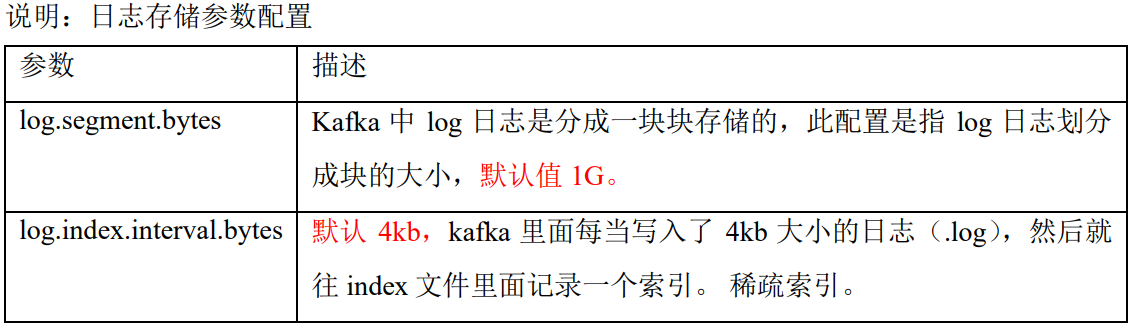 说明：日志存储参数配置
参数
描述
log.segment.bytes
Kafka 中 log 日志是分成一块块存储的，此配置是指 log 日志划分
成块的大小，默认值 1G。
log.index.interval.bytes
默认 4kb，kafka 里面每当写入了 4kb 大小的日志（.log），然后就
往 index 文件里面记录一个索引。 稀疏索引。